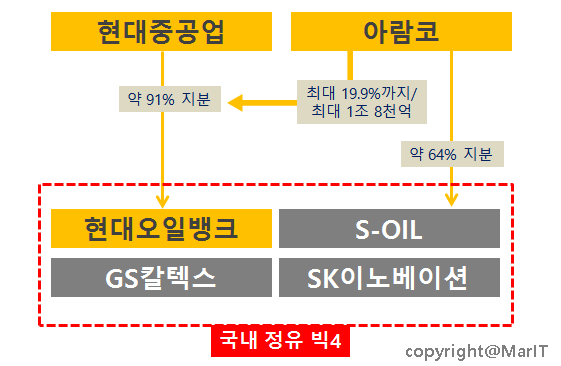 현대중공업
아람코
약 91% 지분
최대 19.9%까지/
최대 1조 8천억
약 64% 지분
현대오일뱅크
S-OIL
GS칼텍스
SK이노베이션
국내 정유 빅4
copyright@MarIT